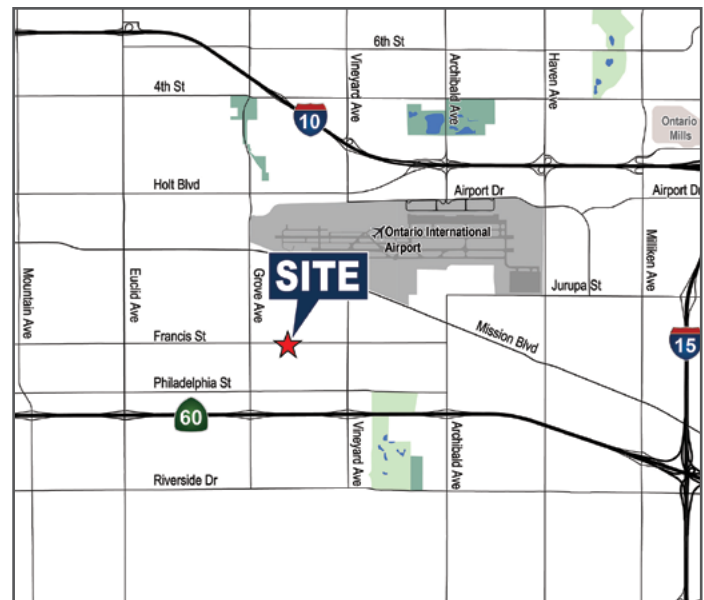 6th St
Vineyard Ave
Archibald Ave
Haven Ave
4th St
10
Ontario
Mills
Holt Blvd
Airport Dr
Airport Dr
Ontario International
Airport
SITE
Mountain Ave
Euclid Ave
Grove Ave
Milliken Ave
Jurupa St
Mission Blvd
Francis St
15
Philadelphia St
60
Vineyard Ave
Archibald Ave
Riverside Dr